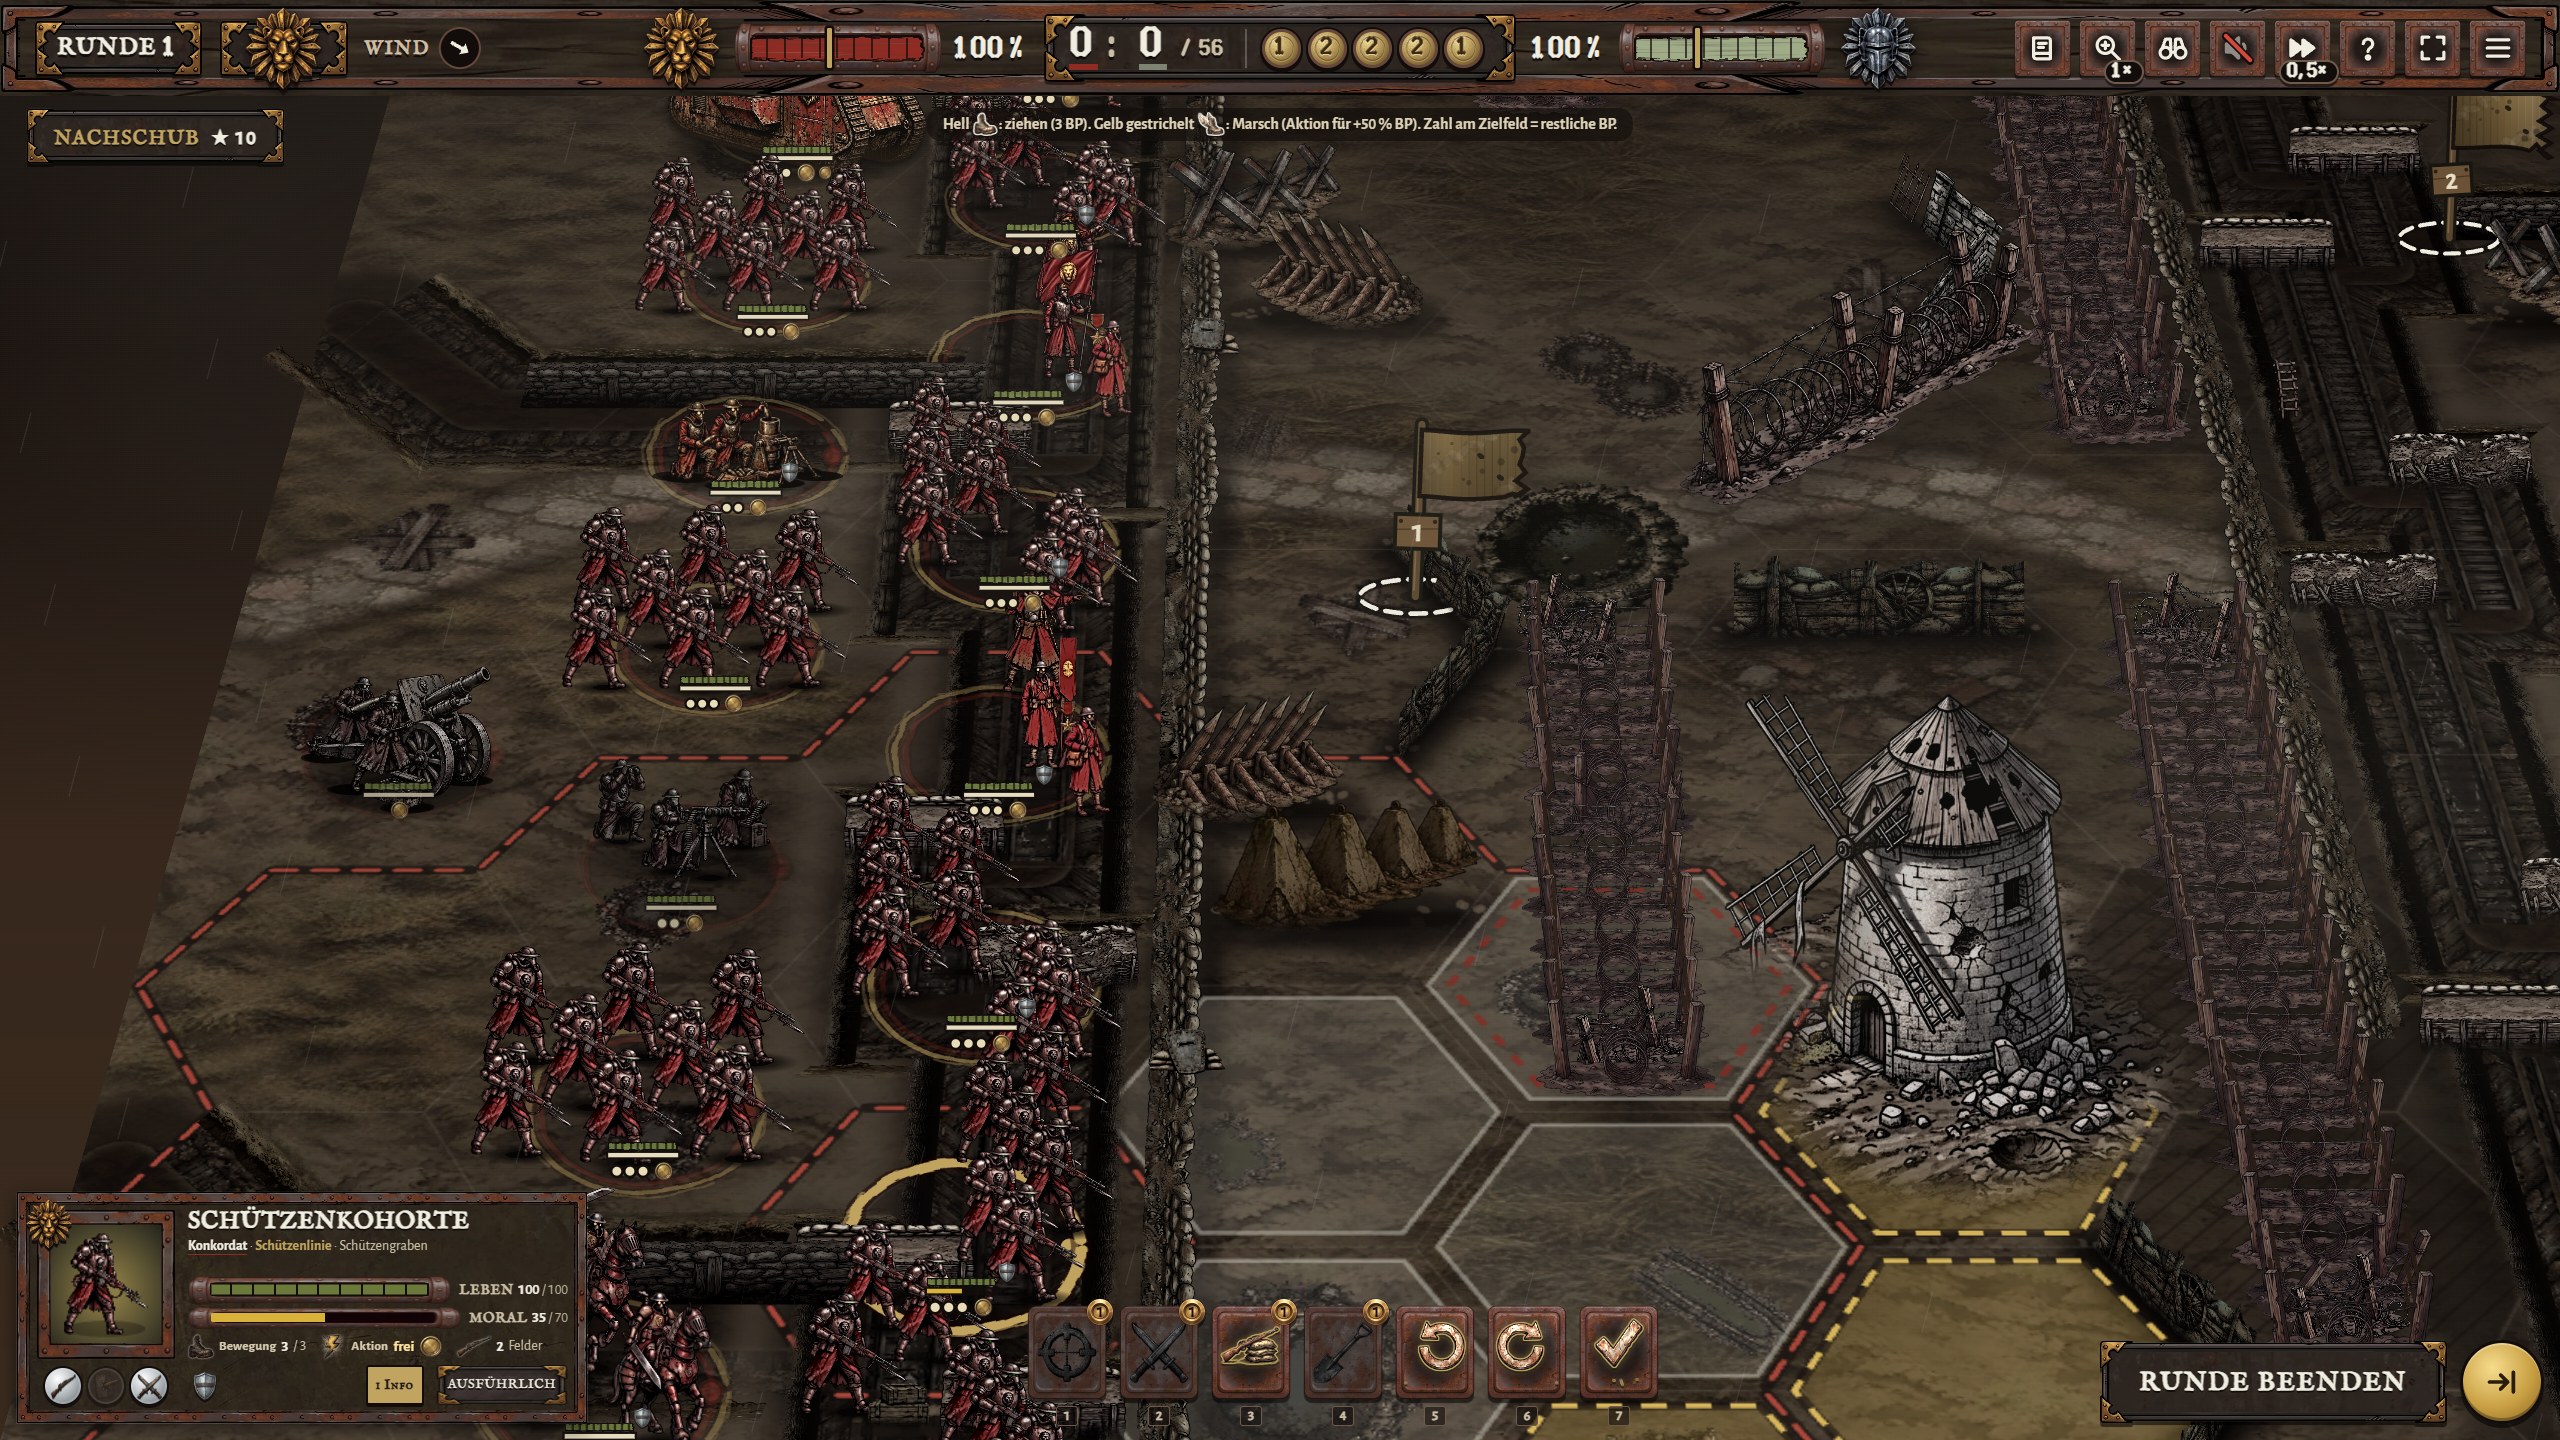 RUNDE 1
WIND
100 %
0 : 0 / 56
1 2 2 2 1
100 %
1×
0,5×
?
NACHSCHUB ★ 10
Hell : ziehen (3 BP). Gelb gestrichelt : Marsch (Aktion für +50 % BP). Zahl am Zielfeld = restliche BP.
2
1
SCHÜTZENKOHORTE
Konkordat · Schützenlinie · Schützengraben
LEBEN 100/100
MORAL 35/70
Bewegung 3/3 Aktion frei 2 Felder
i Info
AUSFÜHRLICH
1 1 1 1
1 2 3 4 5 6 7
RUNDE BEENDEN